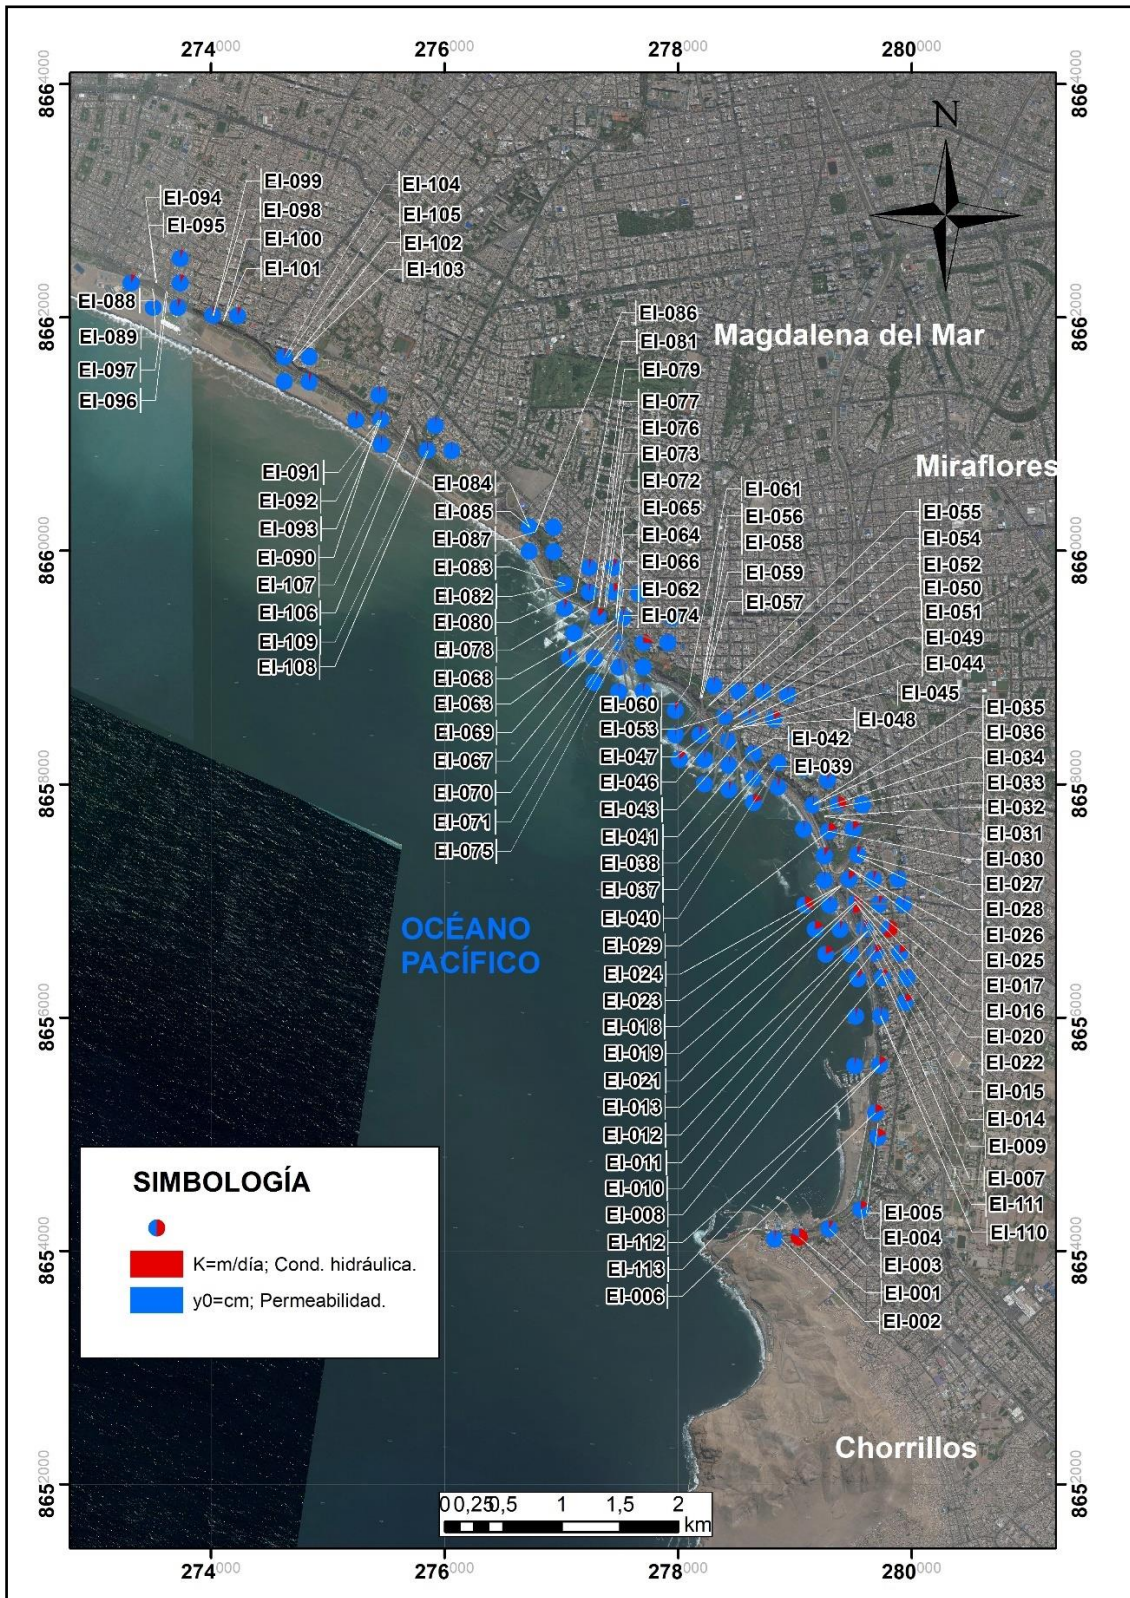 274000 276000 278000 280000
8664000
8664000
N
EI-094
EI-095
EI-099
EI-098
EI-100
EI-101
EI-104
EI-105
EI-102
EI-103
8662000
8662000
EI-088
EI-089
EI-097
EI-096
EI-086
EI-081
EI-079
EI-077
EI-076
EI-073
EI-072
EI-065
EI-064
EI-066
EI-062
EI-074
Magdalena del Mar
Miraflores
EI-091
EI-092
EI-093
EI-090
EI-107
EI-106
EI-109
EI-108
8660000
8660000
EI-084
EI-085
EI-087
EI-083
EI-082
EI-080
EI-078
EI-068
EI-063
EI-069
EI-067
EI-070
EI-071
EI-075
EI-061
EI-056
EI-058
EI-059
EI-057
EI-055
EI-054
EI-052
EI-050
EI-051
EI-049
EI-044
EI-045
EI-048
EI-042
EI-039
8658000
8658000
EI-060
EI-053
EI-047
EI-046
EI-043
EI-041
EI-038
EI-037
EI-040
EI-029
EI-024
EI-023
EI-018
EI-019
EI-021
EI-013
EI-012
EI-011
EI-010
EI-008
EI-112
EI-113
EI-006
EI-035
EI-036
EI-034
EI-033
EI-032
EI-031
EI-030
EI-027
EI-028
EI-026
EI-025
EI-017
EI-016
EI-020
EI-022
EI-015
EI-014
EI-009
EI-007
EI-111
EI-110
OCÉANO
PACÍFICO
8656000
8656000
EI-005
EI-004
EI-003
EI-001
EI-002
8654000
8654000
SIMBOLOGÍA
K=m/día; Cond. hidráulica.
y0=cm; Permeabilidad.
Chorrillos
8652000
8652000
0 0,25 0,5 1 1,5 2
km
274000 276000 278000 280000